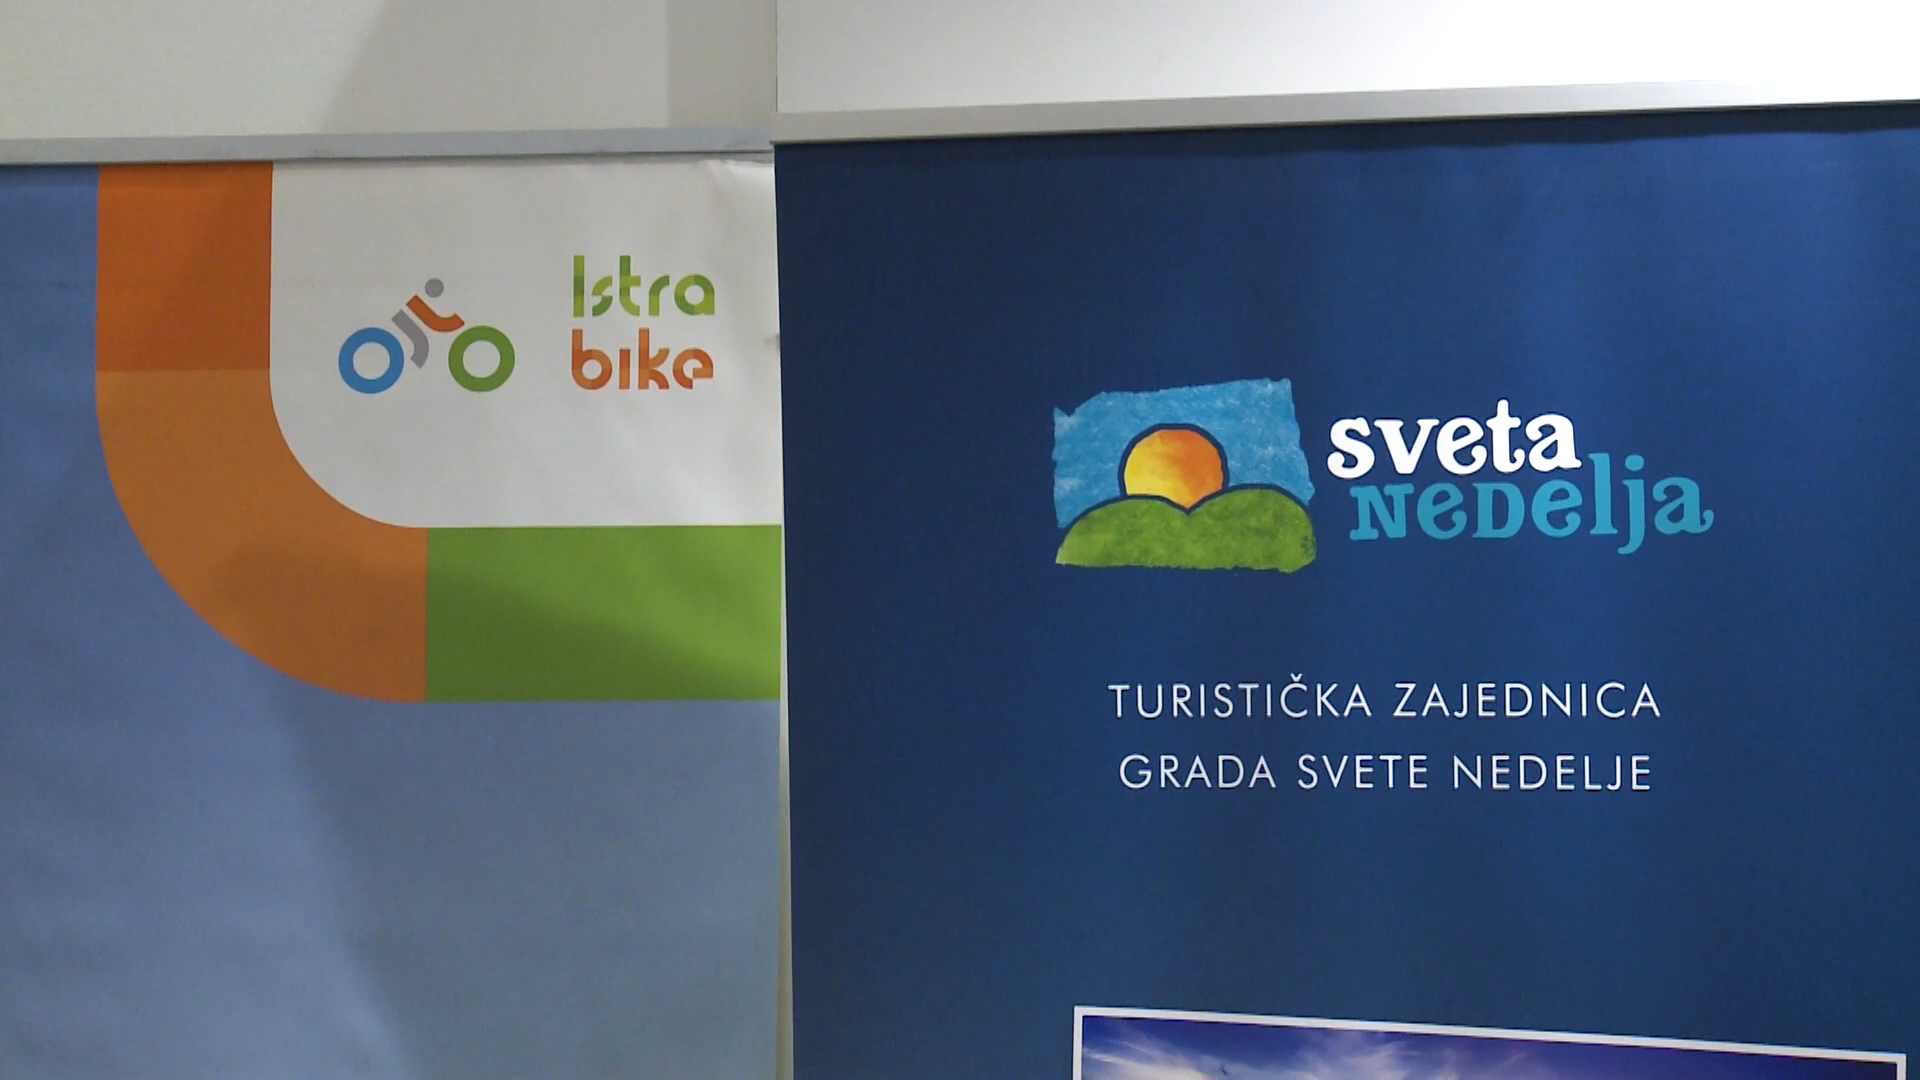 Istra
bike
sveta
NeDelja
TURISTIČKA ZAJEDNICA
GRADA SVETE NEDELJE